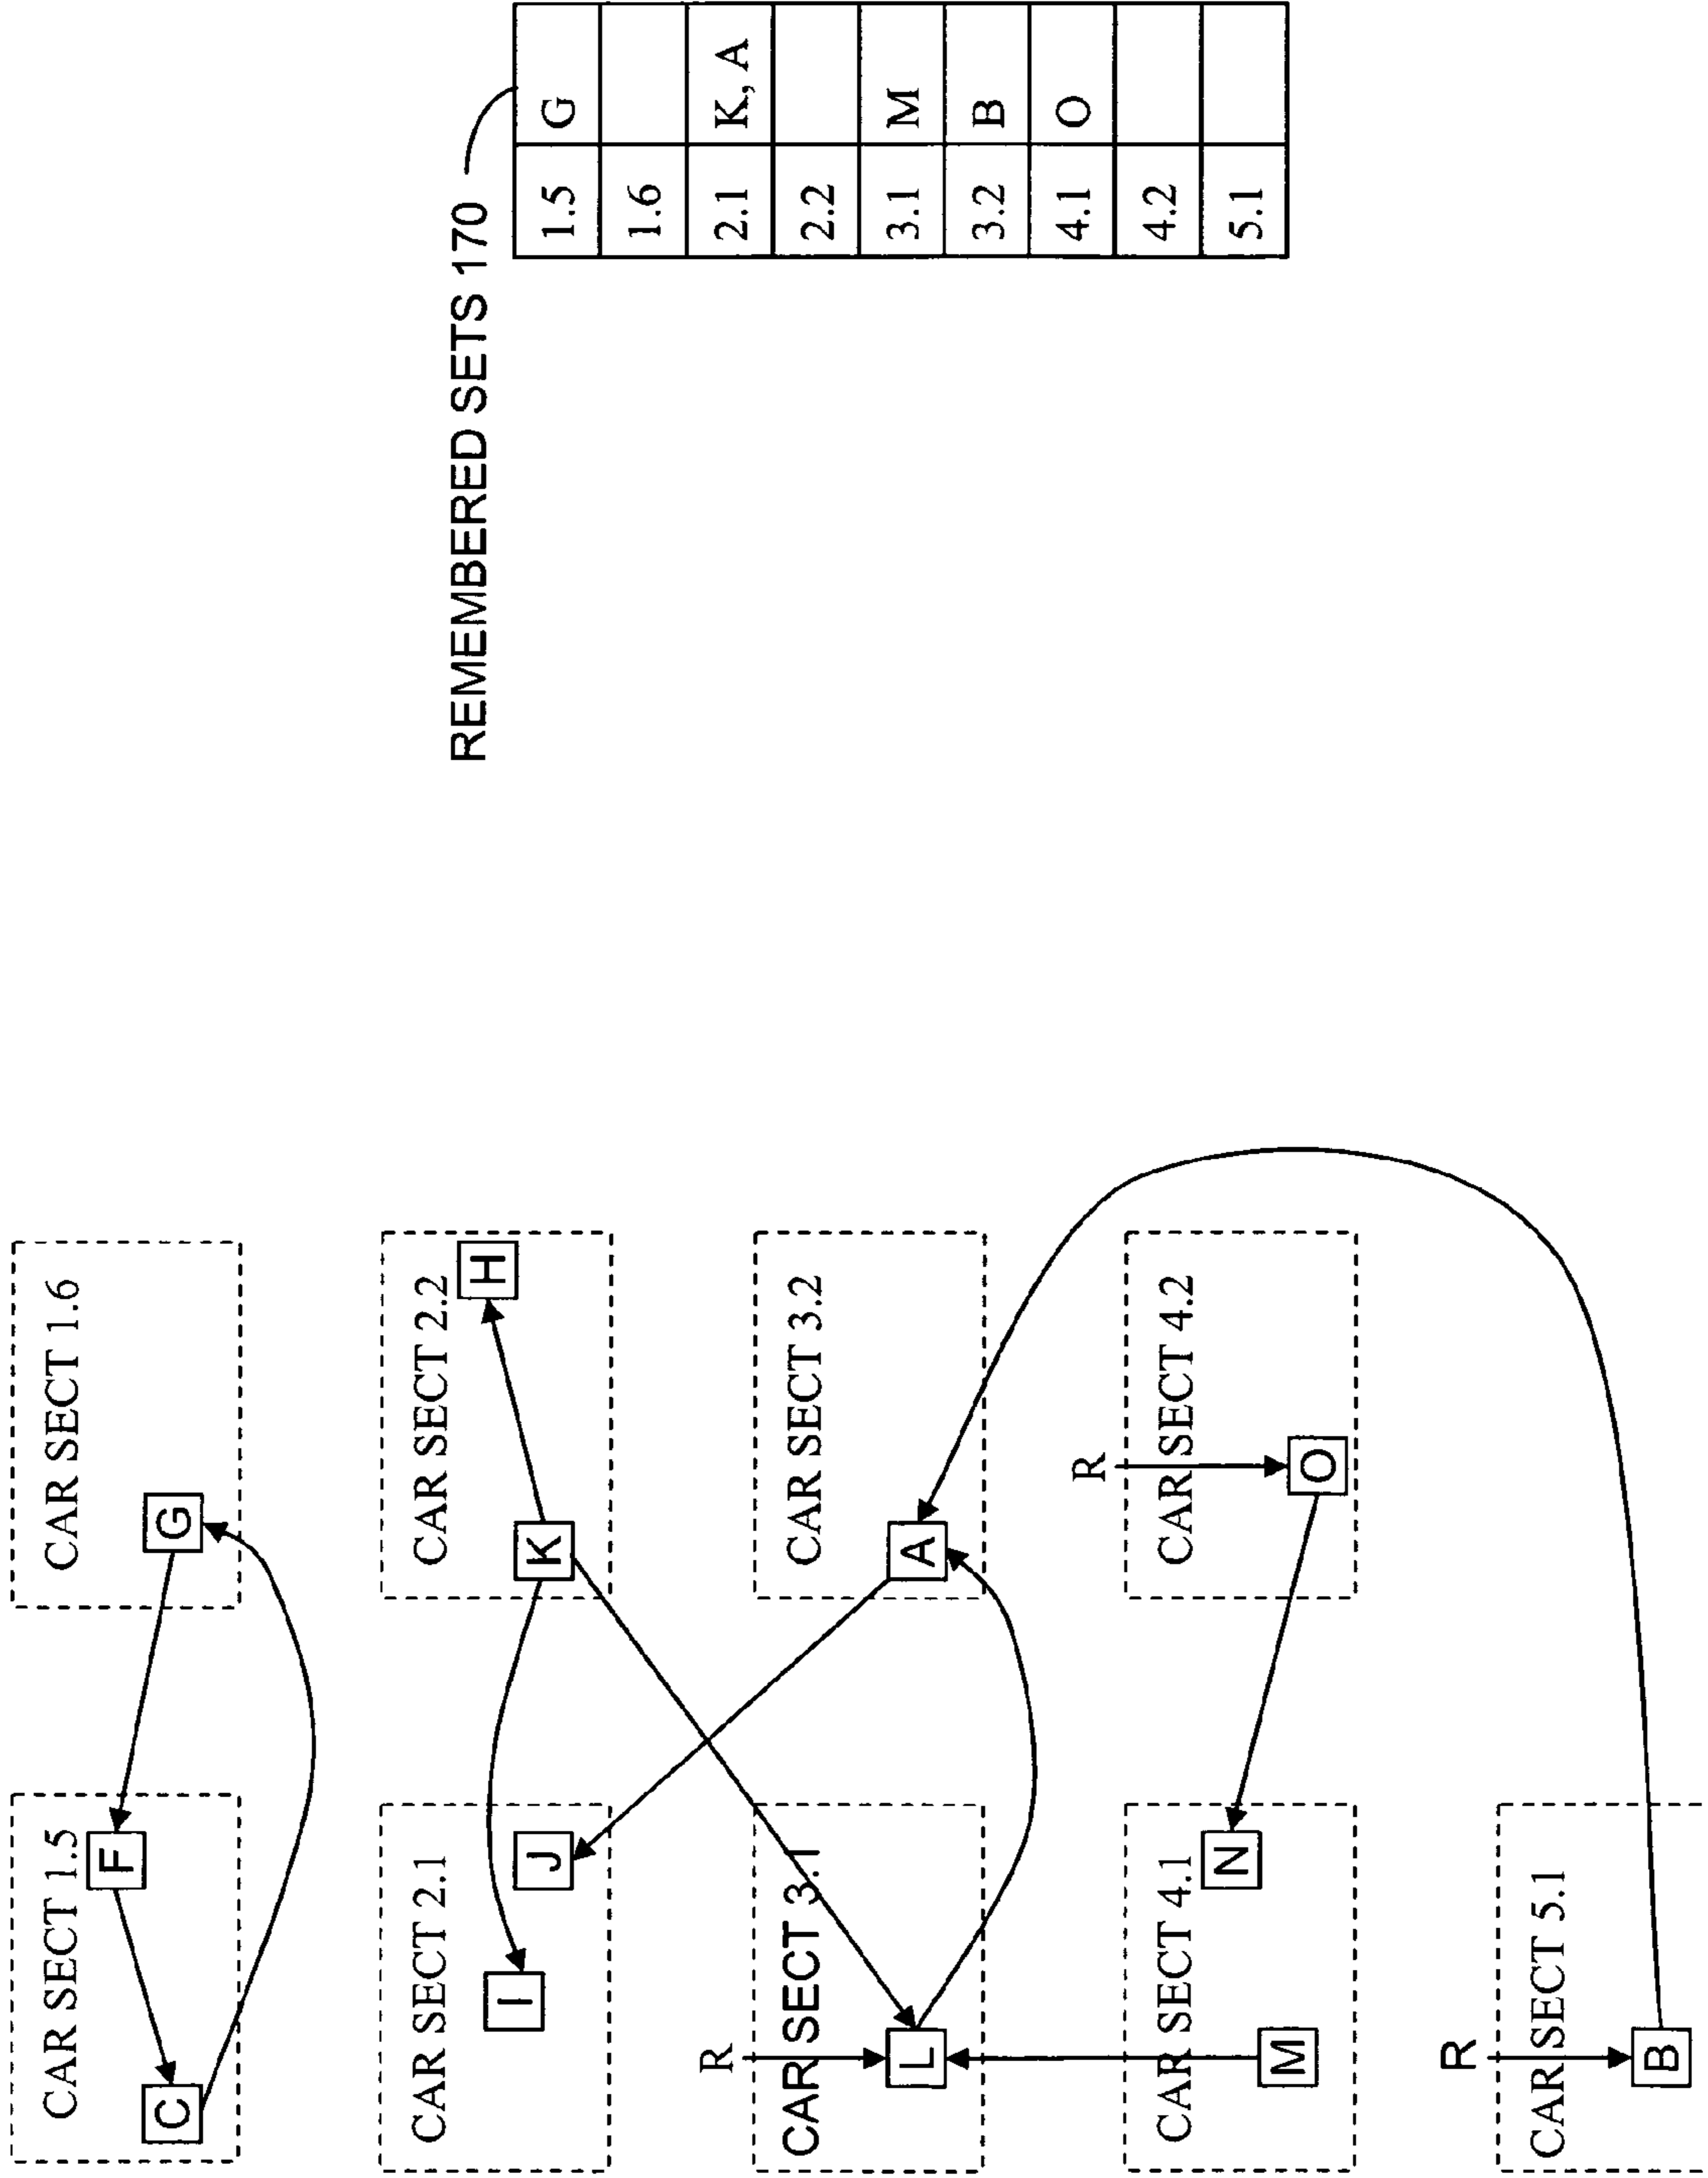 CAR SECT 1.5
F
C
CAR SECT 1.6
G
CAR SECT 2.1
I
J
CAR SECT 2.2
K
H
R
CAR SECT 3.1
L
CAR SECT 3.2
A
CAR SECT 4.1
M
N
R
CAR SECT 4.2
O
R
CAR SECT 5.1
B
REMEMBERED SETS 170
1.5 G
1.6
2.1 K, A
2.2
3.1 M
3.2 B
4.1 O
4.2
5.1